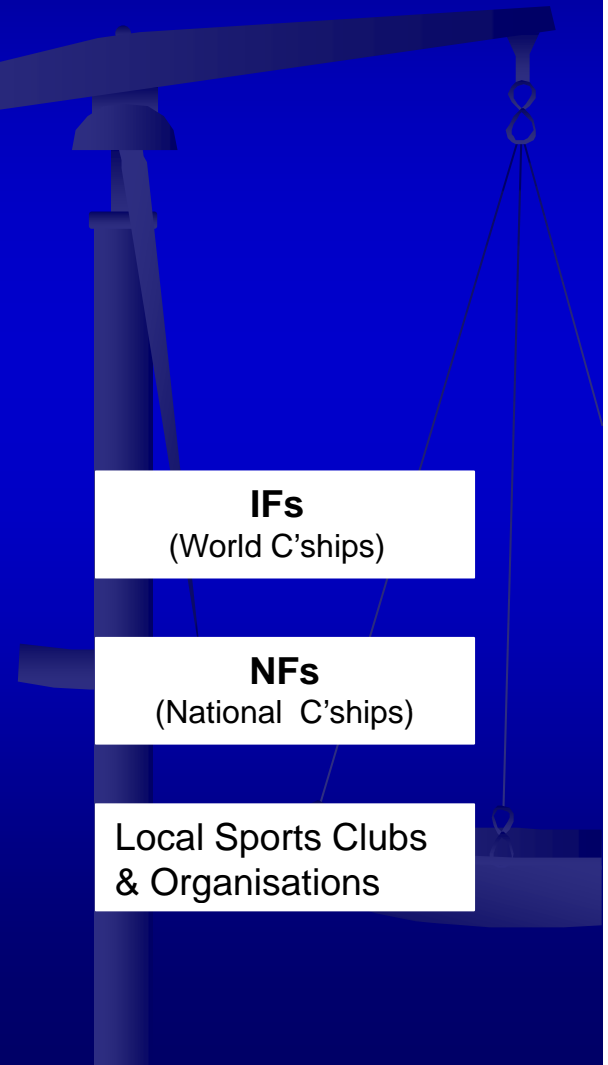 IFs
(World C’ships)
NFs
(National  C’ships)
Local Sports Clubs
& Organisations